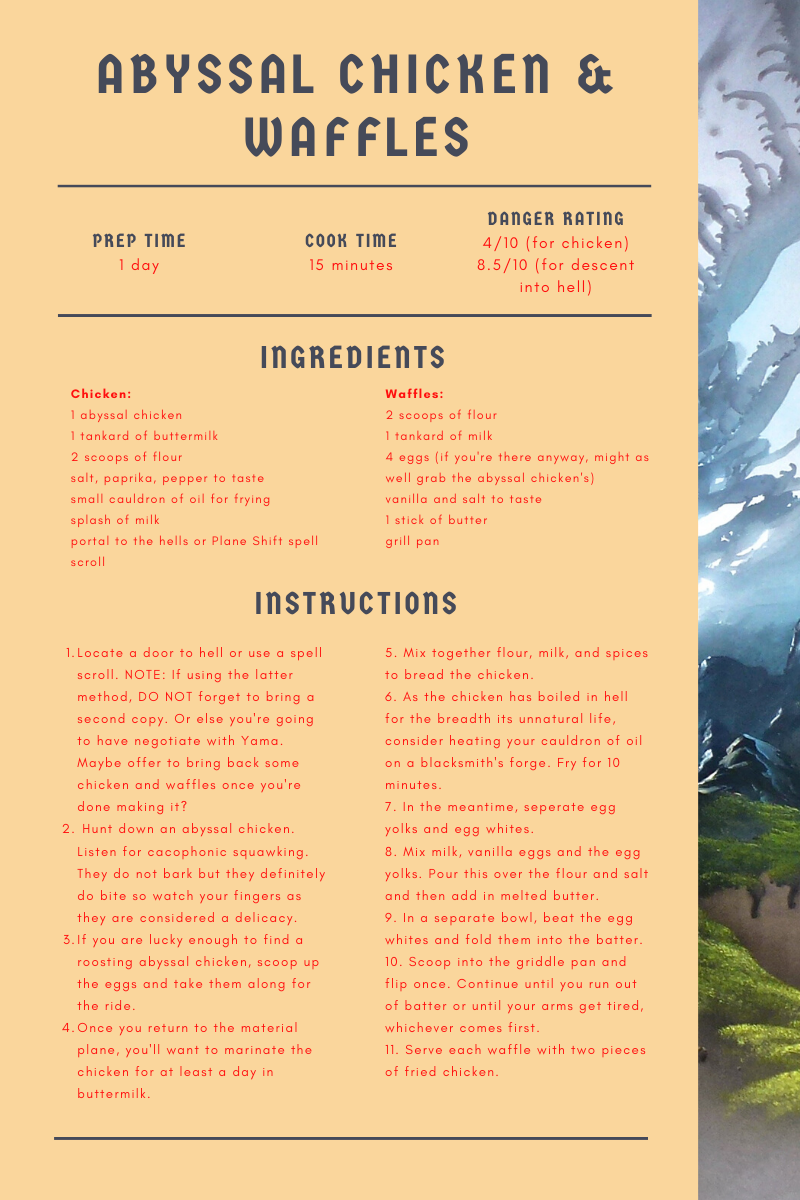 ABYSSAL CHICKEN &
WAFFLES
PREP TIME
1 day
COOK TIME
15 minutes
DANGER RATING
4/10 (for chicken)
8.5/10 (for descent
into hell)
INGREDIENTS
Chicken:
1 abyssal chicken
1 tankard of buttermilk
2 scoops of flour
salt, paprika, pepper to taste
small cauldron of oil for frying
splash of milk
portal to the hells or Plane Shift spell
scroll
Waffles:
2 scoops of flour
1 tankard of milk
4 eggs (if you're there anyway, might as
well grab the abyssal chicken's)
vanilla and salt to taste
1 stick of butter
grill pan
INSTRUCTIONS
1. Locate a door to hell or use a spell
scroll. NOTE: If using the latter
method, DO NOT forget to bring a
second copy. Or else you're going
to have negotiate with Yama.
Maybe offer to bring back some
chicken and waffles once you're
done making it?
2. Hunt down an abyssal chicken.
Listen for cacophonic squawking.
They do not bark but they definitely
do bite so watch your fingers as
they are considered a delicacy.
3. If you are lucky enough to find a
roosting abyssal chicken, scoop up
the eggs and take them along for
the ride.
4. Once you return to the material
plane, you'll want to marinate the
chicken for at least a day in
buttermilk.
5. Mix together flour, milk, and spices
to bread the chicken.
6. As the chicken has boiled in hell
for the breadth its unnatural life,
consider heating your cauldron of oil
on a blacksmith's forge. Fry for 10
minutes.
7. In the meantime, seperate egg
yolks and egg whites.
8. Mix milk, vanilla eggs and the egg
yolks. Pour this over the flour and salt
and then add in melted butter.
9. In a separate bowl, beat the egg
whites and fold them into the batter.
10. Scoop into the griddle pan and
flip once. Continue until you run out
of batter or until your arms get tired,
whichever comes first.
11. Serve each waffle with two pieces
of fried chicken.